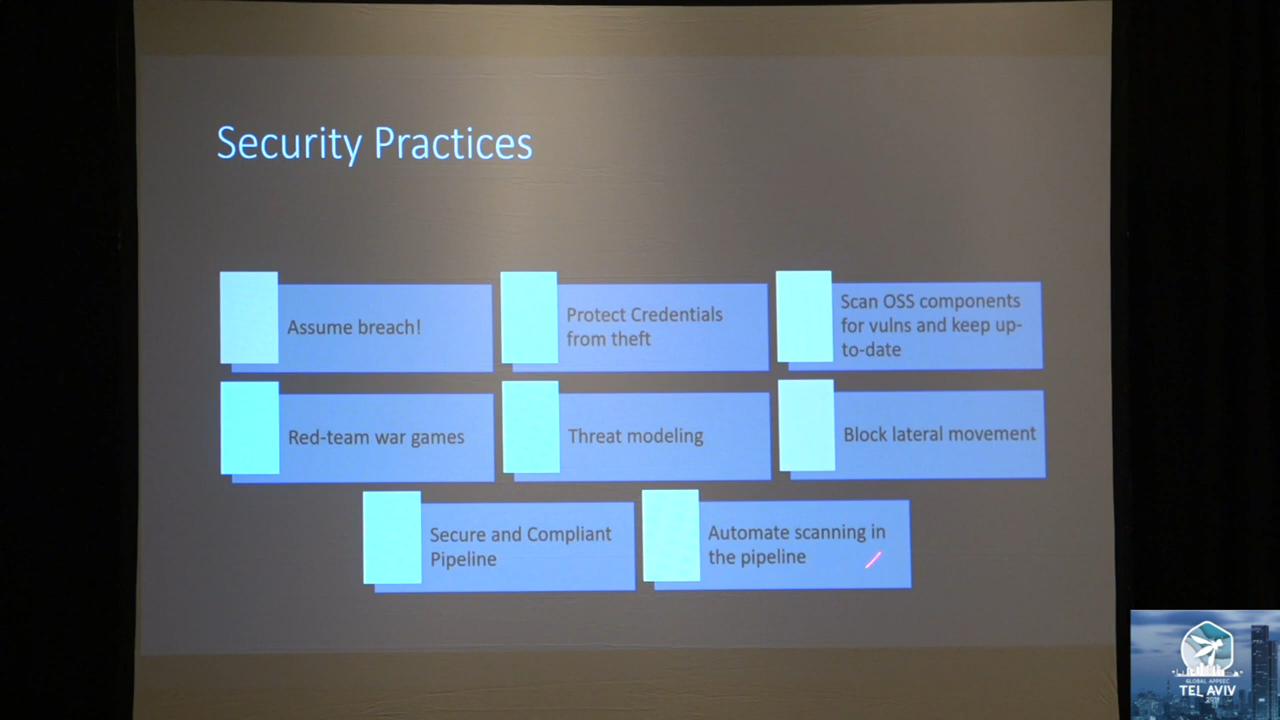 Security Practices
Assume breach!
Protect Credentials
from theft
Scan OSS components
for vulns and keep up-
to-date
Red-team war games
Threat modeling
Block lateral movement
Secure and Compliant
Pipeline
Automate scanning in
the pipeline
GLOBAL APPSEC
TEL AVIV